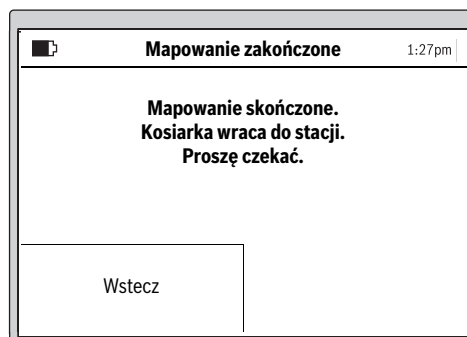 Mapowanie zakończone 1:27pm
Mapowanie skończone.
Kosiarka wraca do stacji.
Proszę czekać.
Wstecz